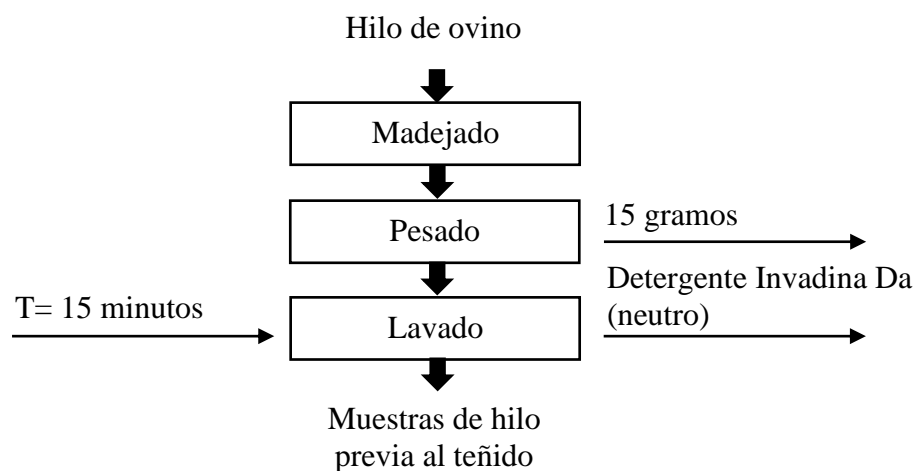 Hilo de ovino
Madejado
Pesado
15 gramos
Detergente Invadina Da
(neutro)
T= 15 minutos
Lavado
Muestras de hilo
previa al teñido